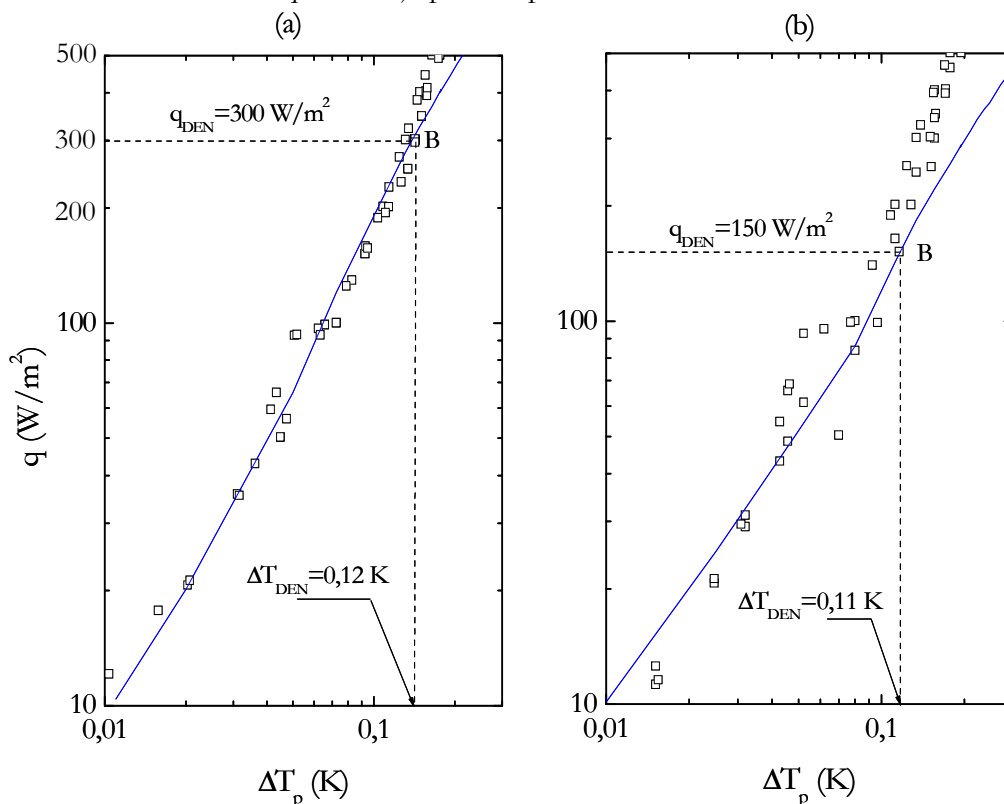 (a)
500
400
300
200
100
10
q (W/m²)
q_DEN=300 W/m²
B
ΔT_DEN=0,12 K
0,01
0,1
ΔT_p (K)
(b)
100
10
q_DEN=150 W/m²
B
ΔT_DEN=0,11 K
0,01
0,1
ΔT_p (K)